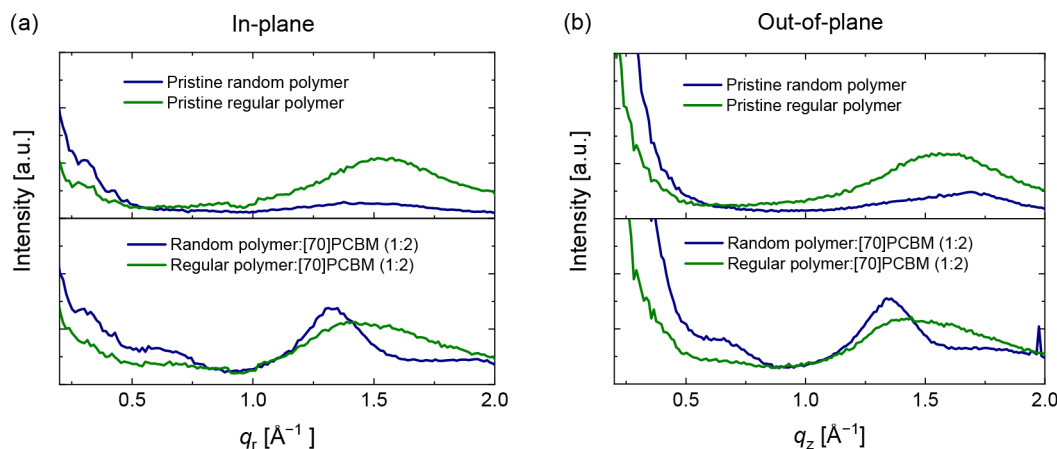 (a)
In-plane
Pristine random polymer
Pristine regular polymer
Random polymer:[70]PCBM (1:2)
Regular polymer:[70]PCBM (1:2)
Intensity [a.u.]
0.5 1.0 1.5 2.0
qr [Å−1 ]
(b)
Out-of-plane
Pristine random polymer
Pristine regular polymer
Random polymer:[70]PCBM (1:2)
Regular polymer:[70]PCBM (1:2)
Intensity [a.u.]
0.5 1.0 1.5 2.0
qz [Å−1]